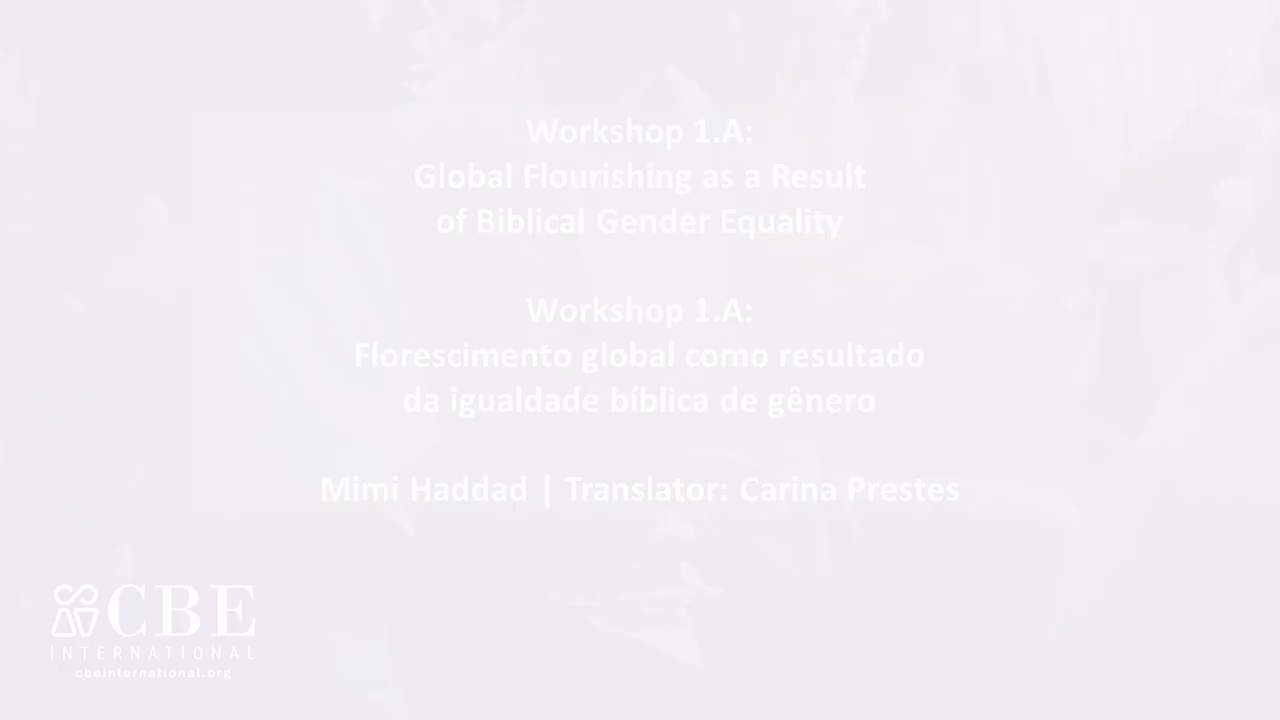 Workshop 1.A:
Global Flourishing as a Result
of Biblical Gender Equality
Workshop 1.A:
Florescimento global como resultado
da igualdade bíblica de gênero
Mimi Haddad | Translator: Carina Prestes
CBE
INTERNATIONAL
cbeinternational.org